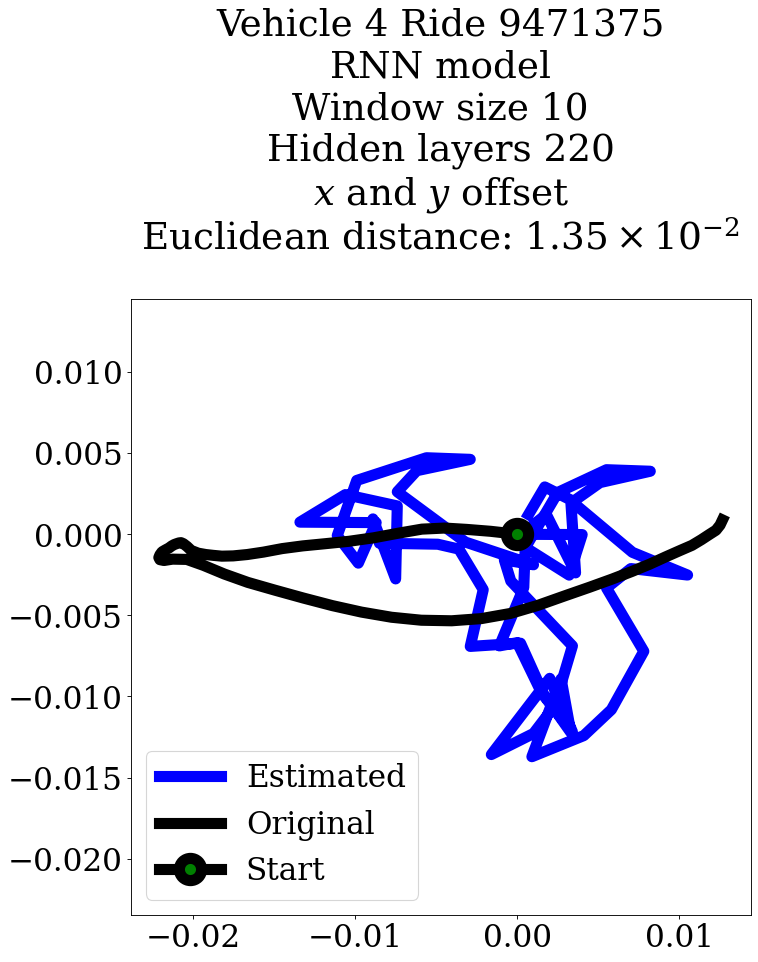 Vehicle 4 Ride 9471375
RNN model
Window size 10
Hidden layers 220
x and y offset
Euclidean distance: 1.35 × 10⁻²
0.010
0.005
0.000
−0.005
−0.010
−0.015
−0.020
Estimated
Original
Start
−0.02 −0.01 0.00 0.01